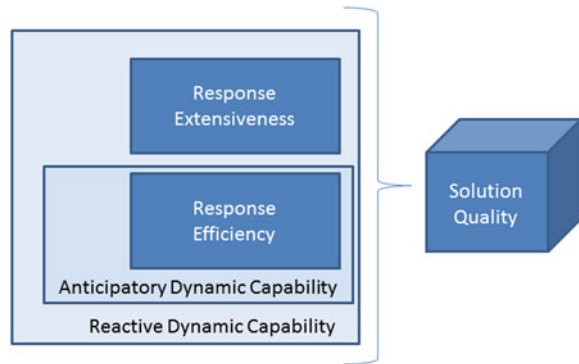 Response
Extensiveness
Response
Efficiency
Solution
Quality
Anticipatory Dynamic Capability
Reactive Dynamic Capability